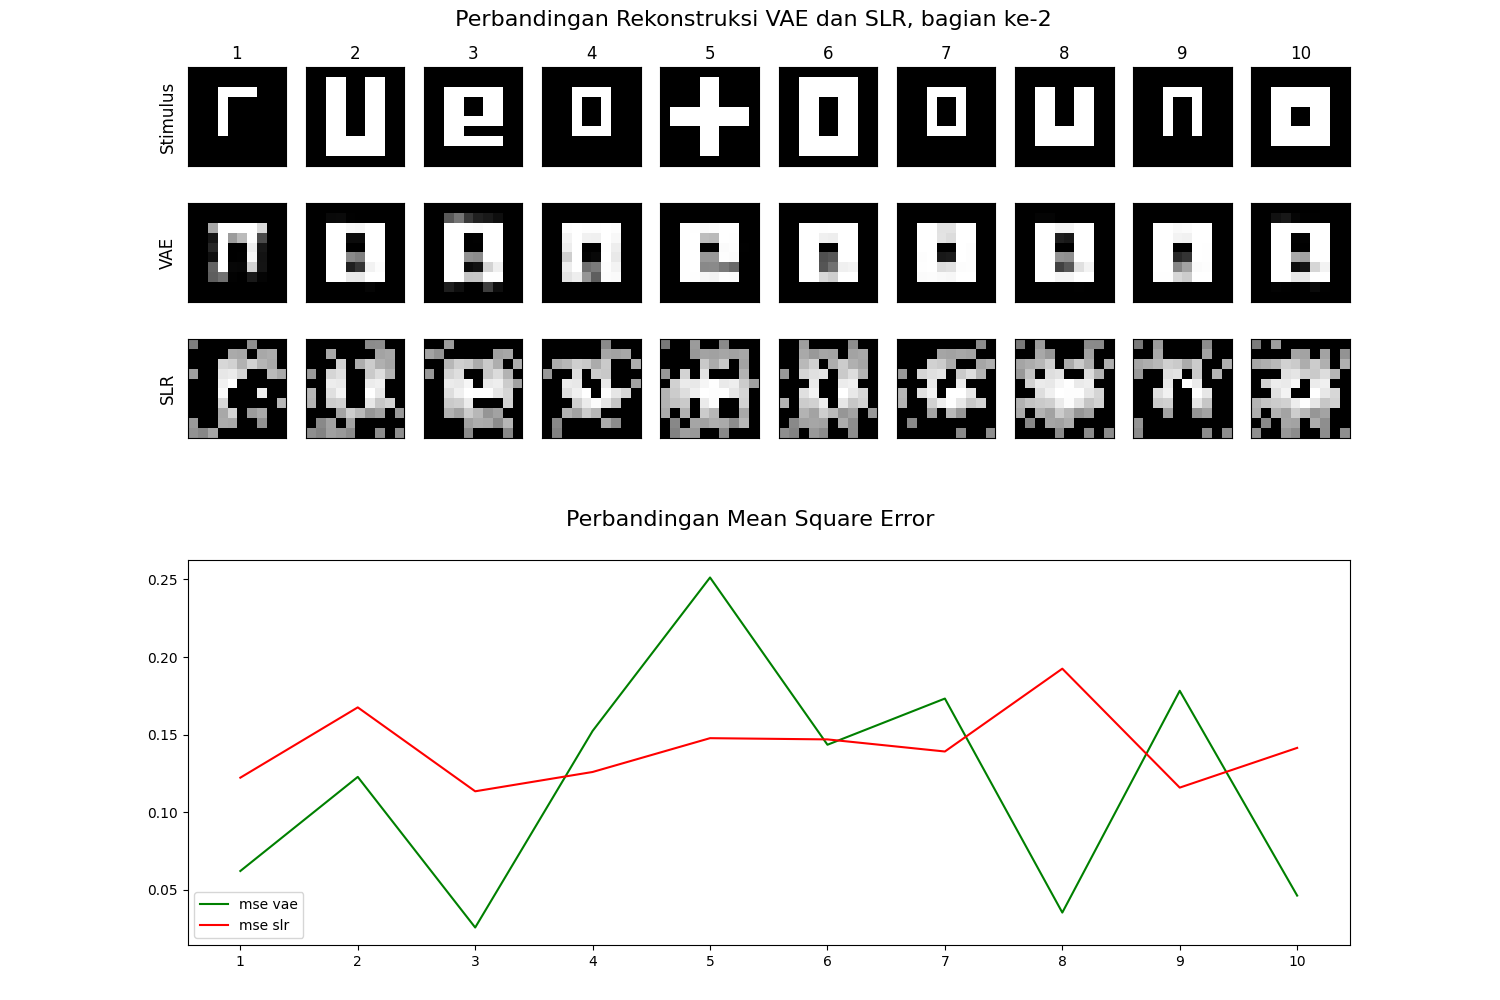 Perbandingan Rekonstruksi VAE dan SLR, bagian ke-2
1 2 3 4 5 6 7 8 9 10
Stimulus
VAE
SLR
Perbandingan Mean Square Error
0.25
0.20
0.15
0.10
0.05
mse vae
mse slr
1 2 3 4 5 6 7 8 9 10